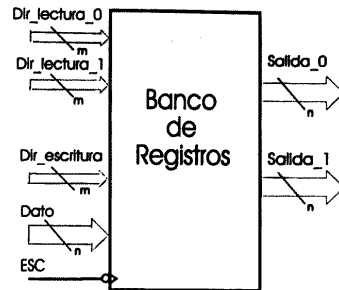 Dir_lectura_0
m
Dir_lectura_1
m
Dir_escritura
m
Dato
n
ESC
Banco
de
Registros
Salida_0
n
Salida_1
n